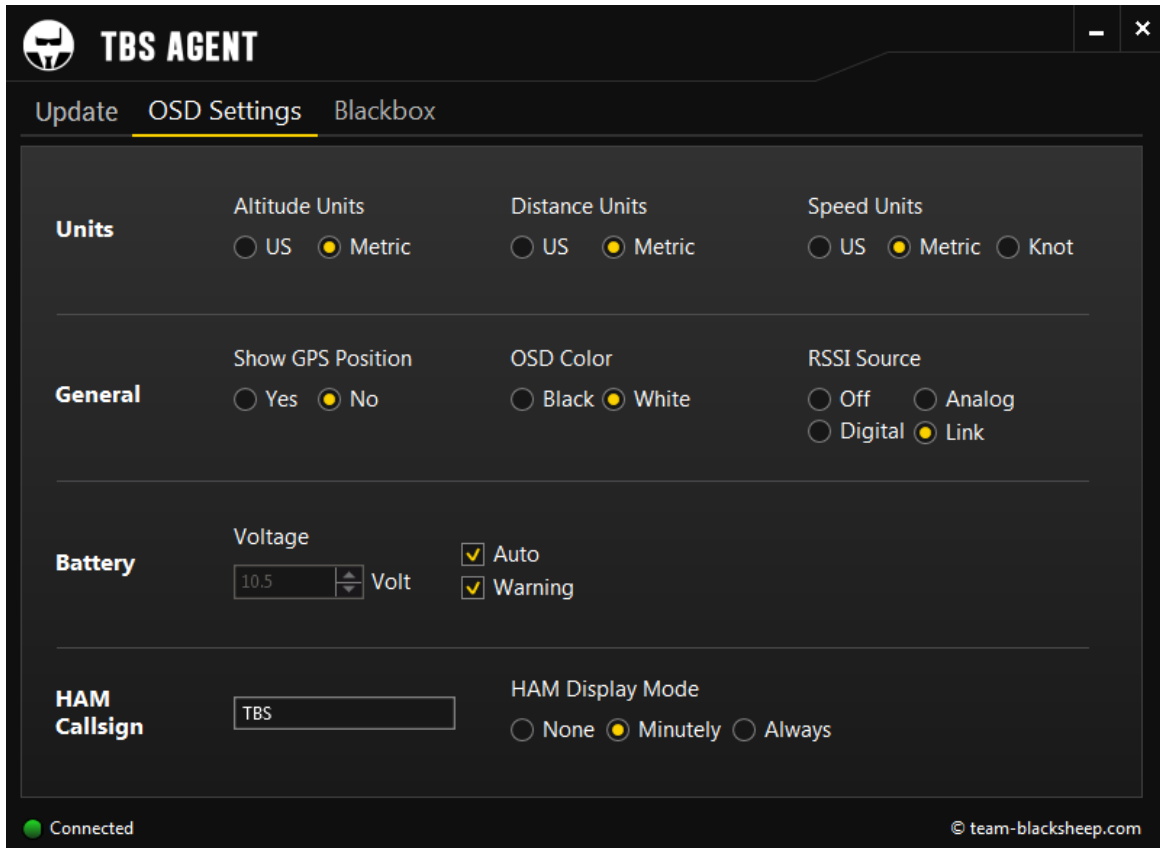 TBS AGENT
Update OSD Settings Blackbox
Units
Altitude Units
US Metric
Distance Units
US Metric
Speed Units
US Metric Knot
General
Show GPS Position
Yes No
OSD Color
Black White
RSSI Source
Off Analog
Digital Link
Battery
Voltage
10.5 Volt
Auto
Warning
HAM
Callsign
TBS
HAM Display Mode
None Minutely Always
Connected
© team-blacksheep.com